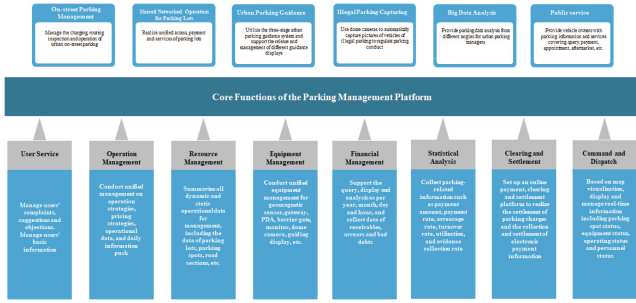 On-street Parking
Management
Manage the charging, routing
inspection and operation of
urban on-street parking
Shared Networked Operation
for Parking Lots
Realize unified access, payment
and services of parking lots
Urban Parking Guidance
Utilize the three-stage urban
parking guidance system and
support the release and
management of different guidance
displays
Illegal Parking Capturing
Use dome cameras to automatically
capture pictures of vehicles of
illegal parking to regulate parking
conduct
Big Data Analysis
Provide parking data analysis from
different angles for urban parking
managers
Public service
Provide vehicle owners with
parking information and services
covering query, payment,
appointment, aftermarket, etc.
Core Functions of the Parking Management Platform
User Service
Manage users'
complaints,
suggestions and
objections.
Manage users'
basic
information
Operation
Management
Conduct unified
management on
operation
strategies,
pricing
strategies,
operational data,
and daily
information
push
Resource
Management
Summarize all
dynamic and
static
operational data
for
management,
including the
data of parking
lots, parking
spots, road
sections, etc.
Equipment
Management
Conduct unified
equipment
management for
geomagnetic
sensor, gateway,
PDA, barrier gate,
monitor, dome
camera, guiding
display, etc.
Financial
Management
Support the
query, display and
analysis as per
year, month, day
and hour, and
collect data of
receivables,
arrears and bad
debts
Statistical
Analysis
Collect parking-
related
information such
as payment
amount, payment
rate, average
rate, turnover
rate, utilization,
and evidence
collection rate
Clearing and
Settlement
Set up an online
payment, clearing
and settlement
platform to realize
the settlement of
parking charges
and the collection
and settlement of
electronic
payment
information
Command and
Dispatch
Based on map
visualization,
display and
manage real-time
information
including parking
spot status,
equipment status,
operating status
and personnel
status